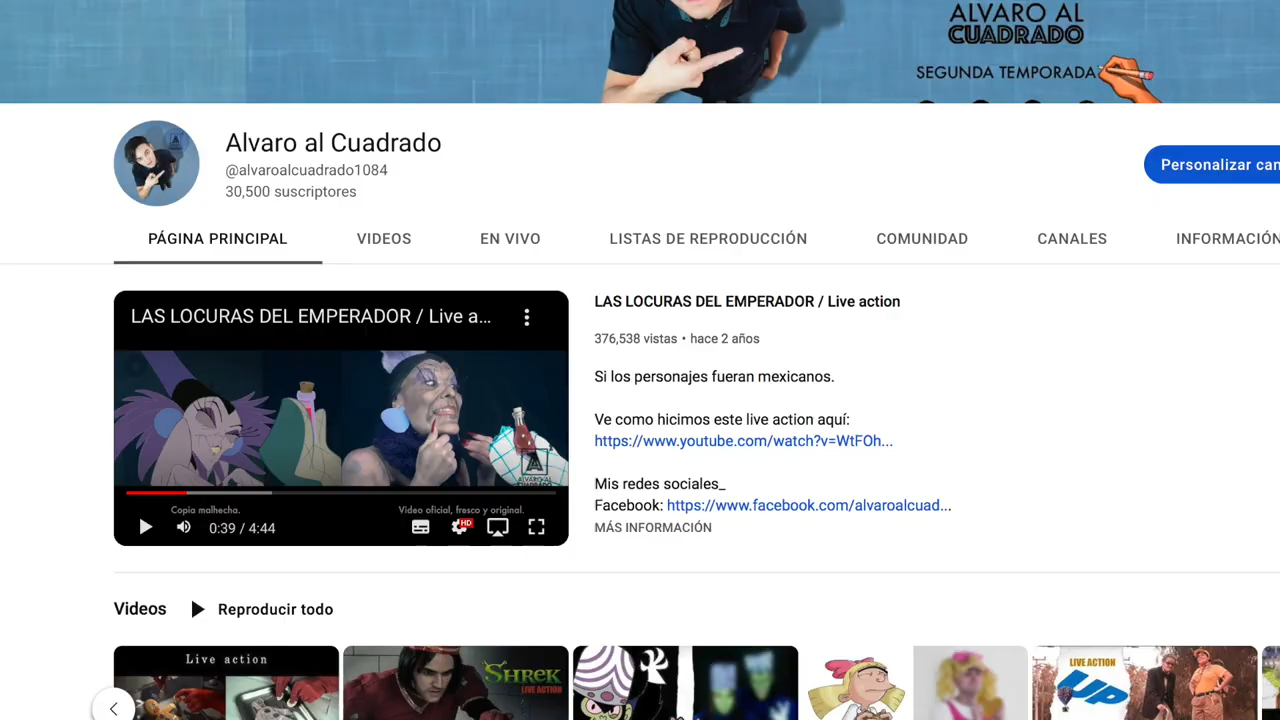 ALVARO AL
CUADRADO
SEGUNDA TEMPORADA
Alvaro al Cuadrado
@alvaroalcuadrado1084
30,500 suscriptores
Personalizar can
PÁGINA PRINCIPAL
VIDEOS
EN VIVO
LISTAS DE REPRODUCCIÓN
COMUNIDAD
CANALES
INFORMACIÓN
LAS LOCURAS DEL EMPERADOR / Live a...
ALVARO AL
CUADRADO
Copia malhecha.
Video oficial, fresco y original.
0:39 / 4:44
HD
LAS LOCURAS DEL EMPERADOR / Live action
376,538 vistas • hace 2 años
Si los personajes fueran mexicanos.
Ve como hicimos este live action aquí:
https://www.youtube.com/watch?v=WtFOh...
Mis redes sociales_
Facebook: https://www.facebook.com/alvaroalcuad...
MÁS INFORMACIÓN
Videos
Reproducir todo
Live action
SHREK
LIVE ACTION
LIVE ACTION
UP